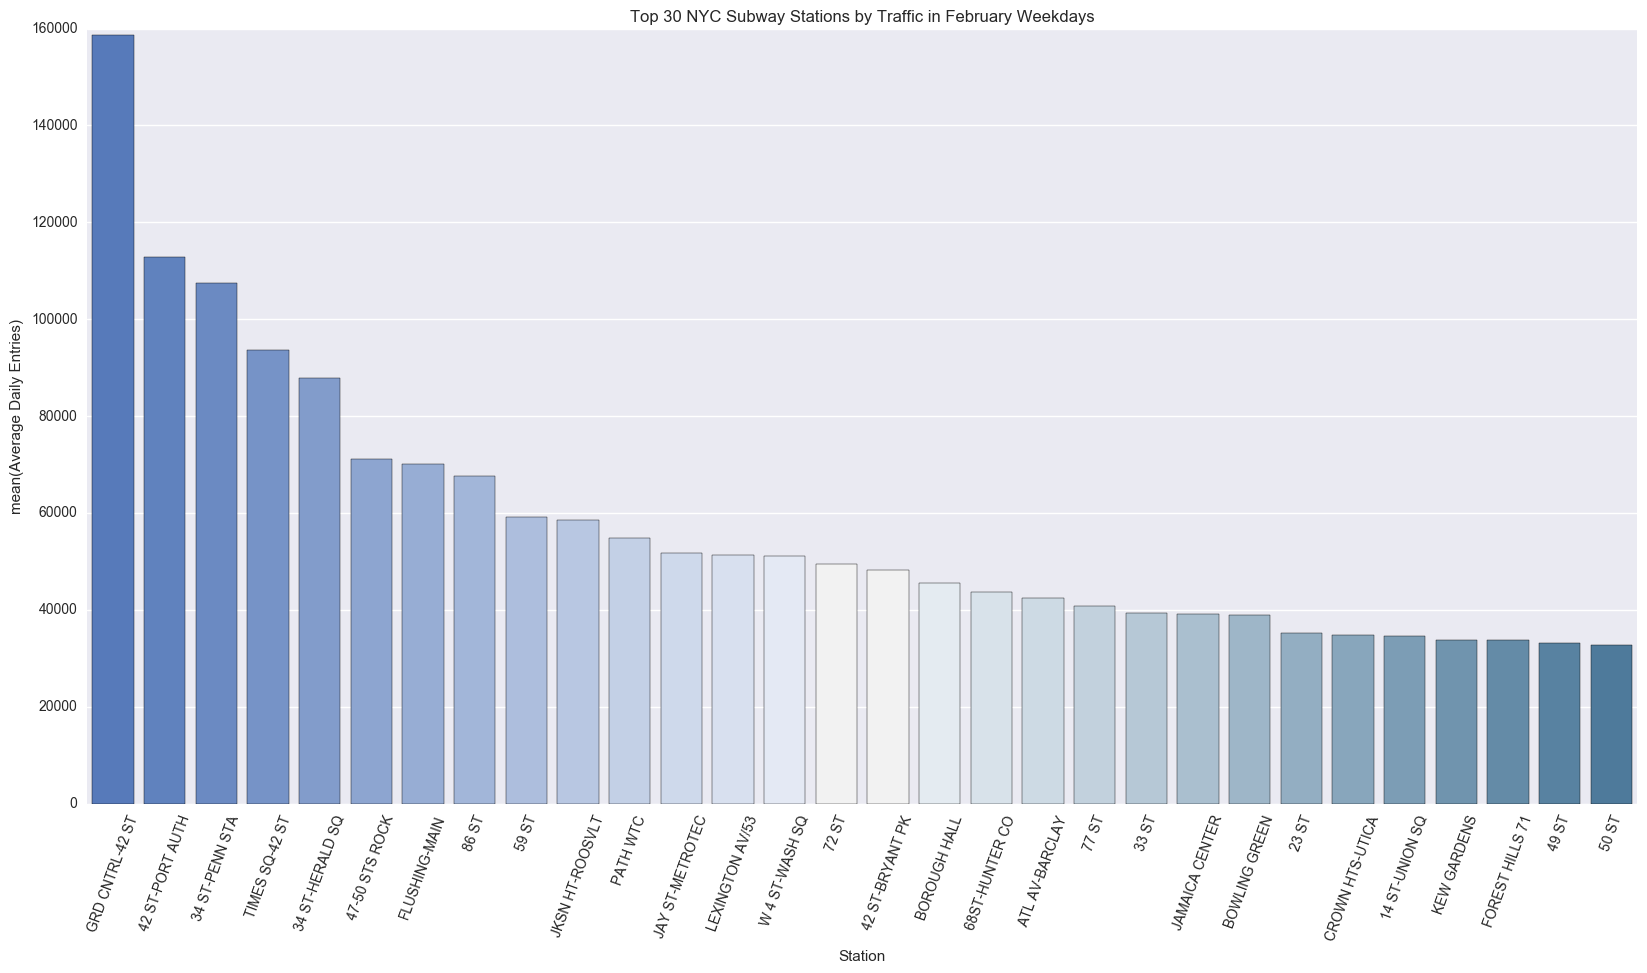 Top 30 NYC Subway Stations by Traffic in February Weekdays
mean(Average Daily Entries)
160000
140000
120000
100000
80000
60000
40000
20000
0
GRD CNTRL-42 ST
42 ST-PORT AUTH
34 ST-PENN STA
TIMES SQ-42 ST
34 ST-HERALD SQ
47-50 STS ROCK
FLUSHING-MAIN
86 ST
59 ST
JKSN HT-ROOSVLT
PATH WTC
JAY ST-METROTEC
LEXINGTON AV/53
W 4 ST-WASH SQ
72 ST
42 ST-BRYANT PK
BOROUGH HALL
68ST-HUNTER CO
ATL AV-BARCLAY
77 ST
33 ST
JAMAICA CENTER
BOWLING GREEN
23 ST
CROWN HTS-UTICA
14 ST-UNION SQ
KEW GARDENS
FOREST HILLS 71
49 ST
50 ST
Station